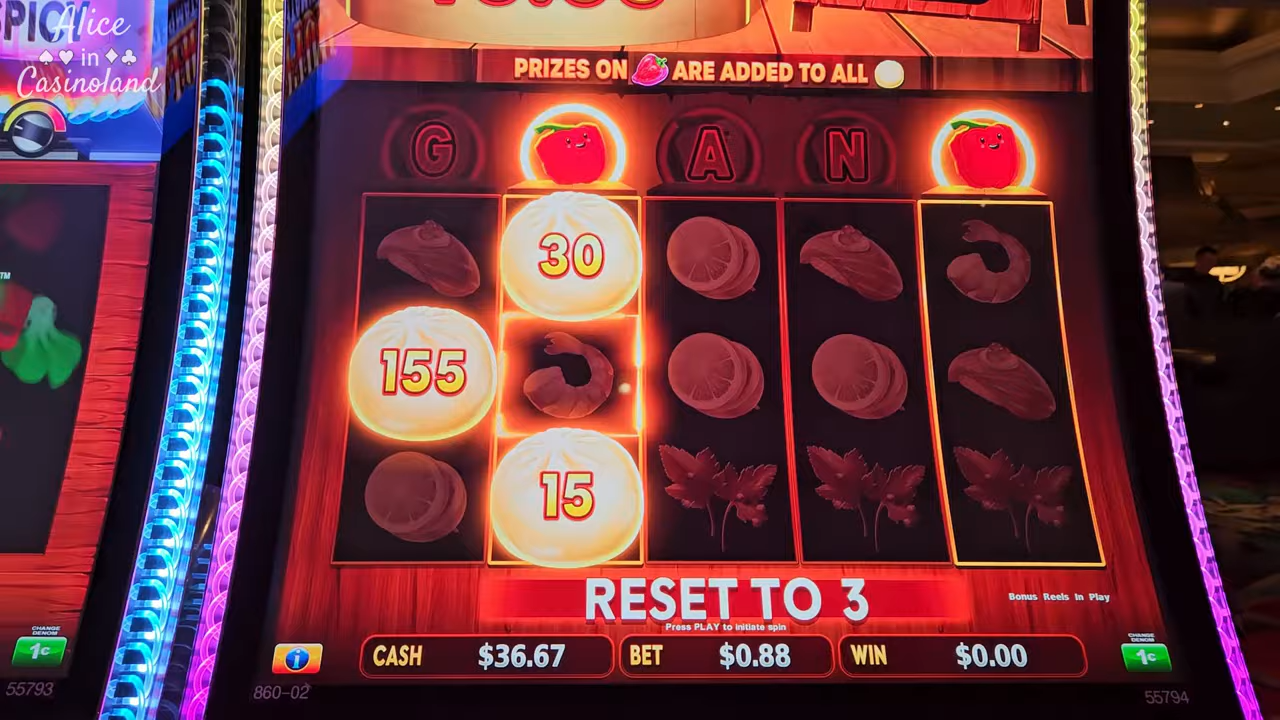 Alice
in
Casinoland
PRIZES ON ARE ADDED TO ALL
G A N
30
155
15
RESET TO 3
Press PLAY to initiate spin
Bonus Reels In Play
CASH $36.67 BET $0.88 WIN $0.00
CHANGE
DENOM
1¢
CHANGE
DENOM
1¢
55793
860-02
55794